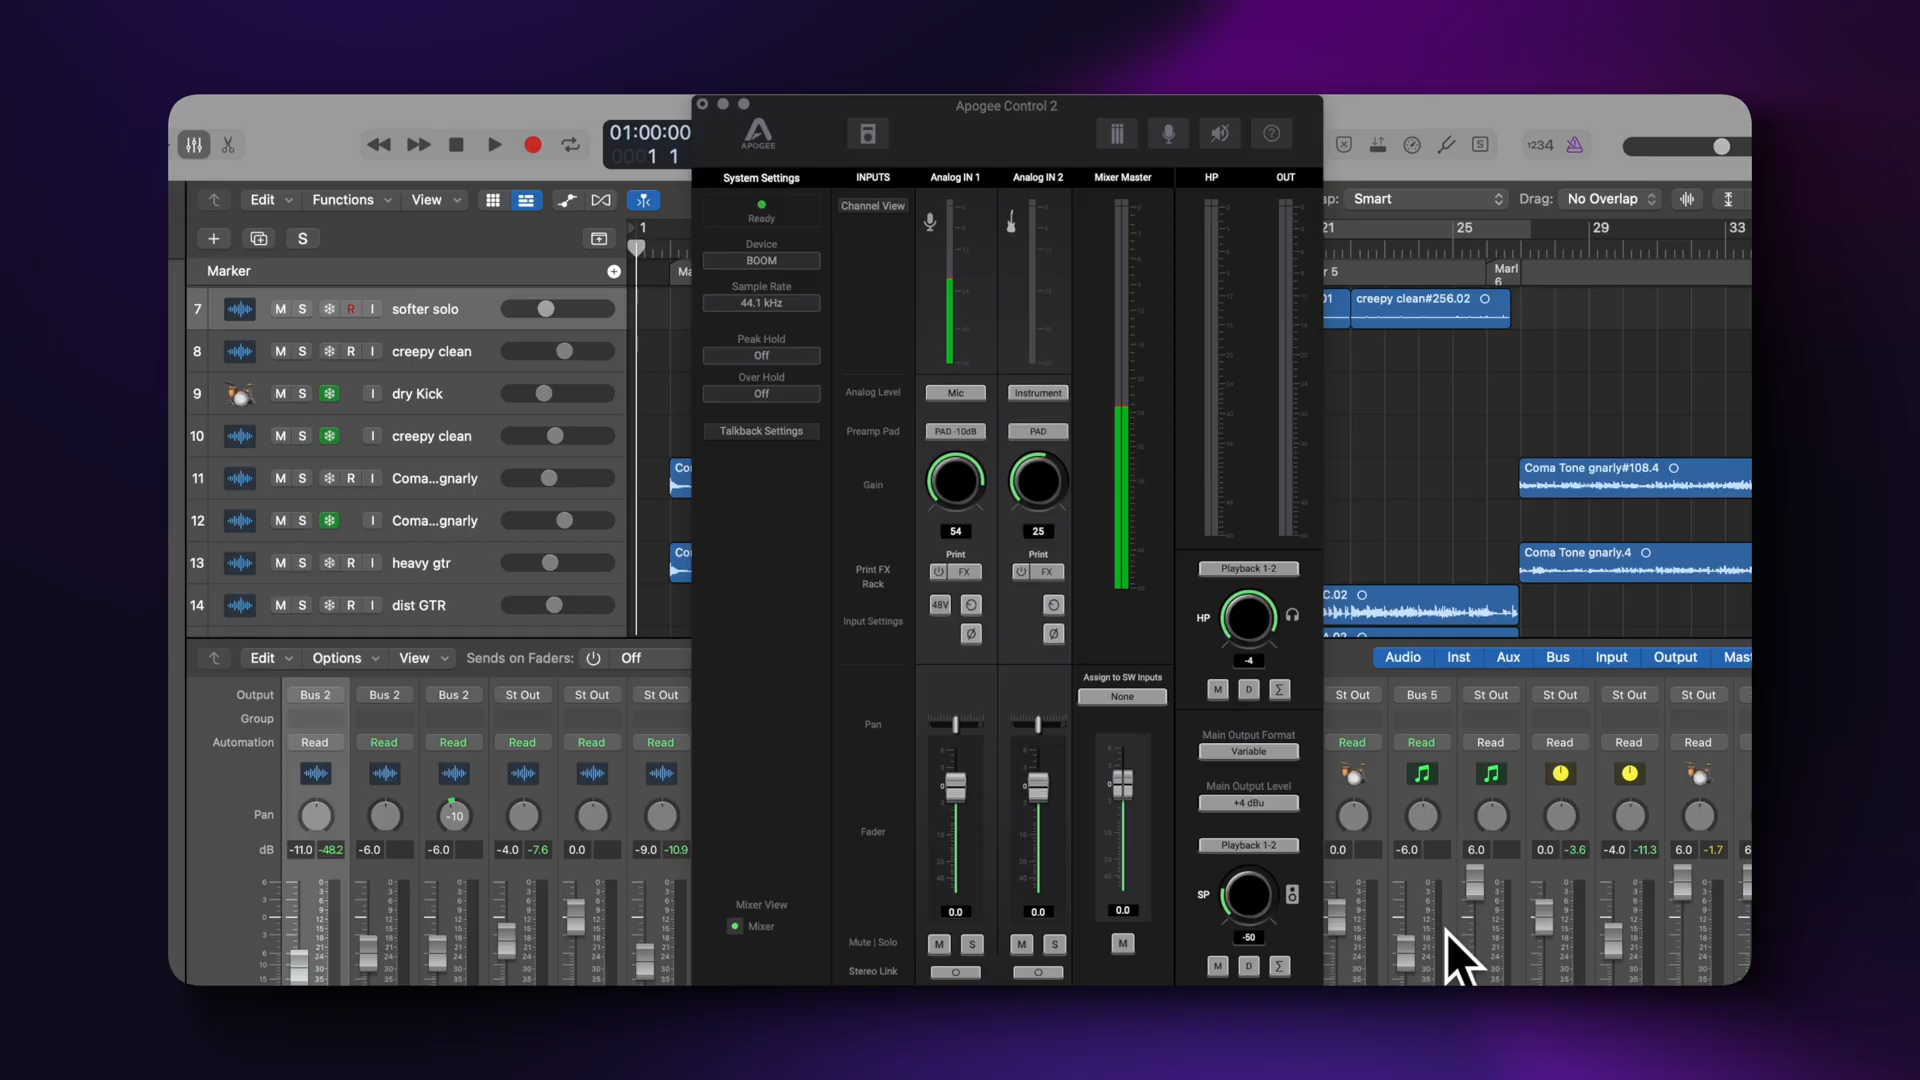 Apogee Control 2
APOGEE
01:00:00
0001 1
1234
System Settings
INPUTS
Analog IN 1
Analog IN 2
Mixer Master
HP
OUT
Edit
Functions
View
Smart
Drag:
No Overlap
Ready
Channel View
S
1
21
25
29
33
Device
BOOM
Marker
Ma
r 5
Marl
6
Sample Rate
44.1 kHz
7 M S R I softer solo
01
creepy clean#256.02
Peak Hold
Off
8 M S R I creepy clean
Over Hold
Off
9 M S I dry Kick
Analog Level
Mic
Instrument
Talkback Settings
Preamp Pad
PAD -10dB
PAD
10 M S I creepy clean
11 M S R I Coma...gnarly
Co
Gain
Coma Tone gnarly#108.4
12 M S I Coma...gnarly
54
25
13 M S R I heavy gtr
Co
Print
Print
Print FX
Rack
FX
FX
Playback 1-2
Coma Tone gnarly.4
14 M S R I dist GTR
48V
Input Settings
HP
-4
C.02
Edit
Options
View
Sends on Faders:
Off
Audio
Inst
Aux
Bus
Input
Output
Mast
Assign to SW Inputs
None
M D Σ
Output
Bus 2
Bus 2
Bus 2
St Out
St Out
St Out
St Out
Bus 5
St Out
St Out
St Out
St Out
Group
Pan
Automation
Read
Read
Read
Read
Read
Read
Main Output Format
Variable
Read
Read
Read
Read
Read
Read
Main Output Level
+4 dBu
Pan
-10
Fader
Playback 1-2
dB
-11.0 -48.2
-6.0
-6.0
-4.0 -7.6
0.0
-9.0 -10.9
0.0
-6.0
6.0
0.0 -3.6
-4.0 -11.3
6.0 -1.7
6
SP
-50
Mixer View
Mixer
0.0
0.0
0.0
Mute | Solo
M S
M S
M
Stereo Link
M D Σ